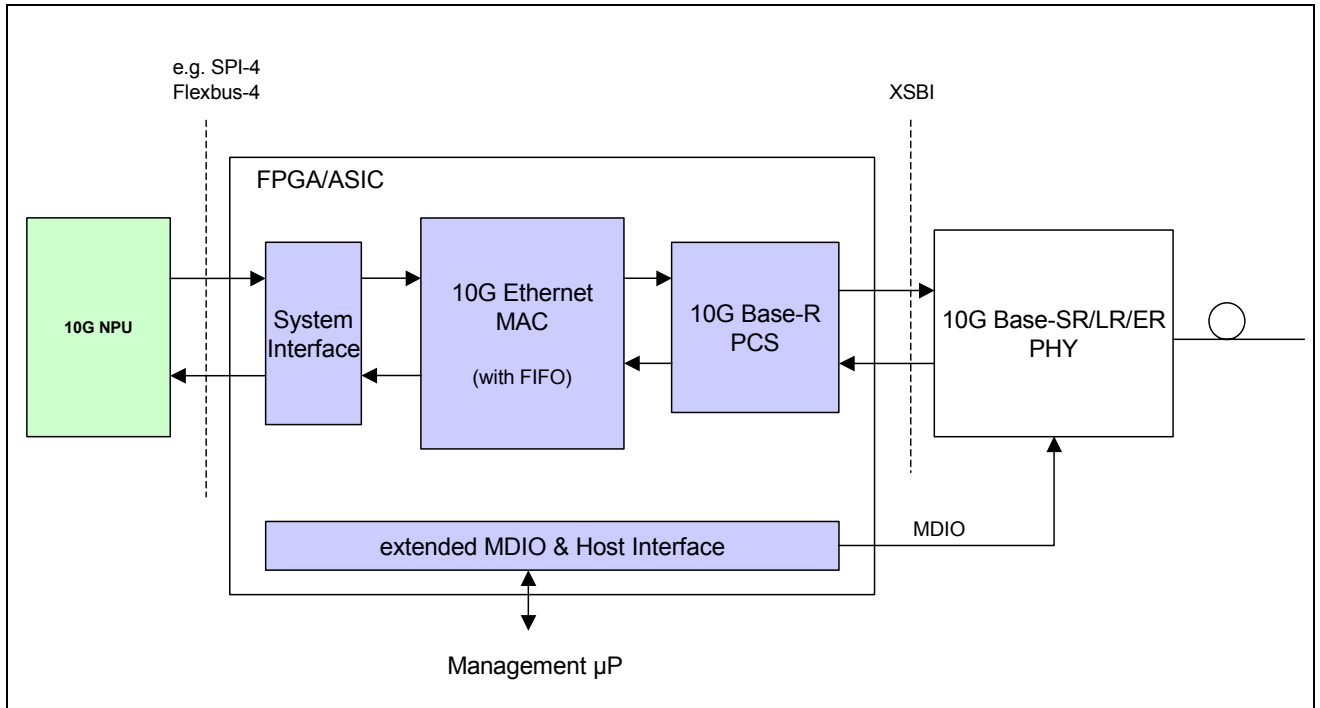 e.g. SPI-4
Flexbus-4
XSBI
FPGA/ASIC
10G NPU
System
Interface
10G Ethernet
MAC
(with FIFO)
10G Base-R
PCS
10G Base-SR/LR/ER
PHY
extended MDIO & Host Interface
MDIO
Management µP